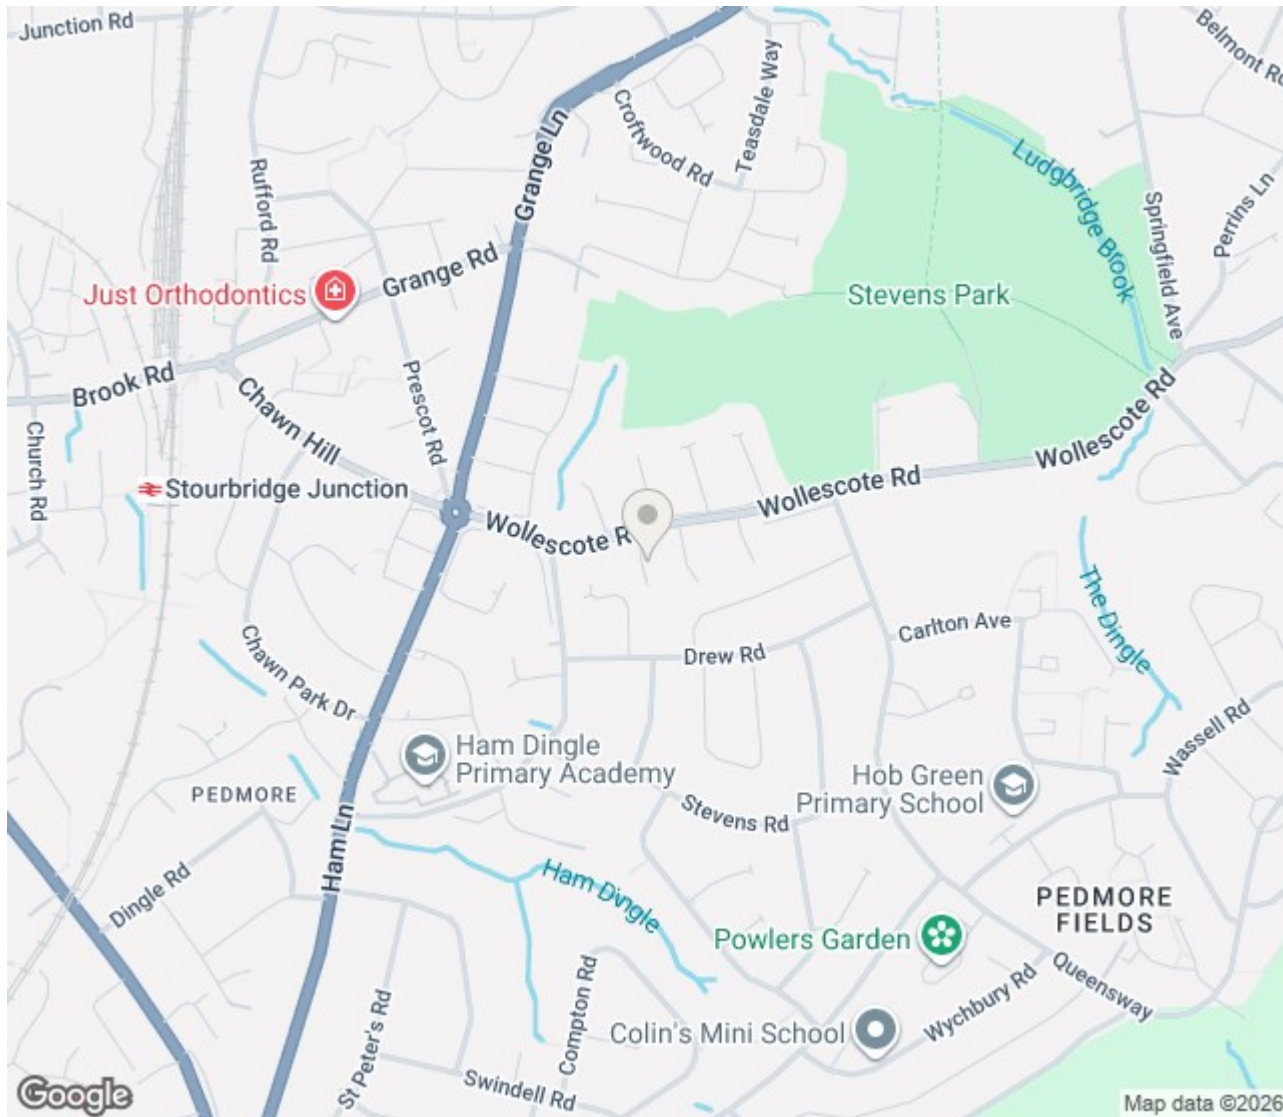 Junction Rd
Belmont Rd
Teasdale Way
Croftwood Rd
Grange Ln
Ludgbridge Brook
Rufford Rd
Springfield Ave
Perrins Ln
Grange Rd
Just Orthodontics
Stevens Park
Brook Rd
Prescot Rd
Chawn Hill
Church Rd
Wollescote Rd
Stourbridge Junction
Wollescote Rd
Wollescote R
The Dingle
Carlton Ave
Drew Rd
Chawn Park Dr
Wassell Rd
Ham Dingle
Primary Academy
Hob Green
Primary School
PEDMORE
Stevens Rd
Ham Ln
Dingle Rd
Ham Dingle
PEDMORE
FIELDS
Powlers Garden
Queensway
Wychbury Rd
Compton Rd
St Peter's Rd
Colin's Mini School
Swindell Rd
Google
Map data ©2026